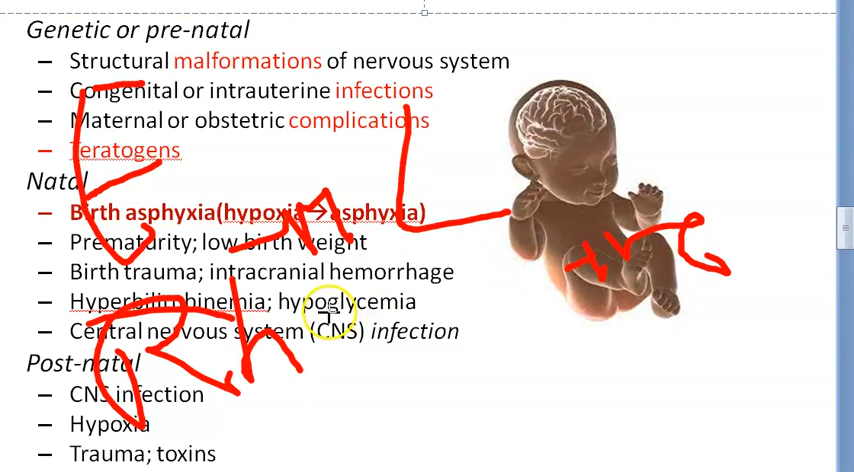 Genetic or pre-natal
– Structural malformations of nervous system
– Congenital or intrauterine infections
– Maternal or obstetric complications
– Teratogens
Natal
– Birth asphyxia(hypoxia→asphyxia)
– Prematurity; low birth weight
– Birth trauma; intracranial hemorrhage
– Hyperbilirubinemia; hypoglycemia
– Central nervous system (CNS) infection
Rh
+ve
Post-natal
– CNS infection
– Hypoxia
– Trauma; toxins